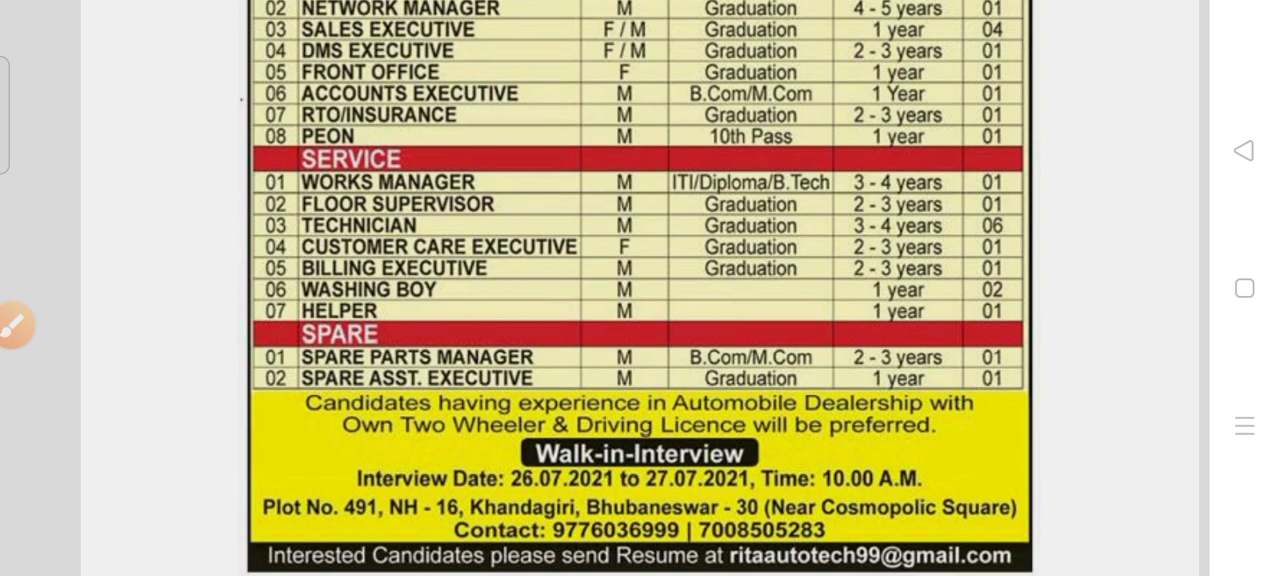 02 NETWORK MANAGER M Graduation 4 - 5 years 01
03 SALES EXECUTIVE F / M Graduation 1 year 04
04 DMS EXECUTIVE F / M Graduation 2 - 3 years 01
05 FRONT OFFICE F Graduation 1 year 01
06 ACCOUNTS EXECUTIVE M B.Com/M.Com 1 Year 01
07 RTO/INSURANCE M Graduation 2 - 3 years 01
08 PEON M 10th Pass 1 year 01
SERVICE
01 WORKS MANAGER M ITI/Diploma/B.Tech 3 - 4 years 01
02 FLOOR SUPERVISOR M Graduation 2 - 3 years 01
03 TECHNICIAN M Graduation 3 - 4 years 06
04 CUSTOMER CARE EXECUTIVE F Graduation 2 - 3 years 01
05 BILLING EXECUTIVE M Graduation 2 - 3 years 01
06 WASHING BOY M 1 year 02
07 HELPER M 1 year 01
SPARE
01 SPARE PARTS MANAGER M B.Com/M.Com 2 - 3 years 01
02 SPARE ASST. EXECUTIVE M Graduation 1 year 01
Candidates having experience in Automobile Dealership with
Own Two Wheeler & Driving Licence will be preferred.
Walk-in-Interview
Interview Date: 26.07.2021 to 27.07.2021, Time: 10.00 A.M.
Plot No. 491, NH - 16, Khandagiri, Bhubaneswar - 30 (Near Cosmopolic Square)
Contact: 9776036999 | 7008505283
Interested Candidates please send Resume at ritaautotech99@gmail.com